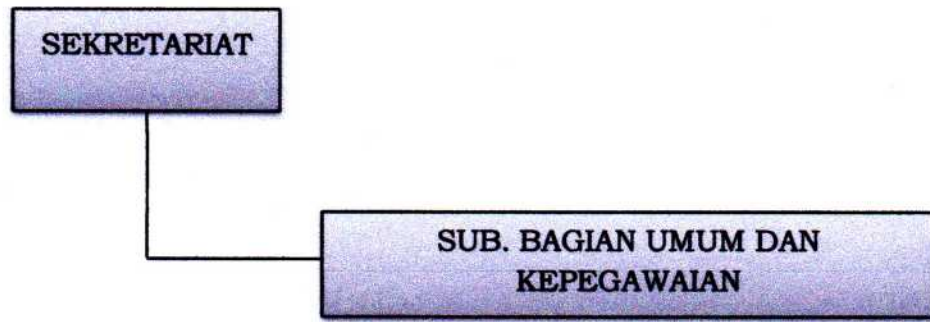 SEKRETARIAT
SUB. BAGIAN UMUM DAN
KEPEGAWAIAN